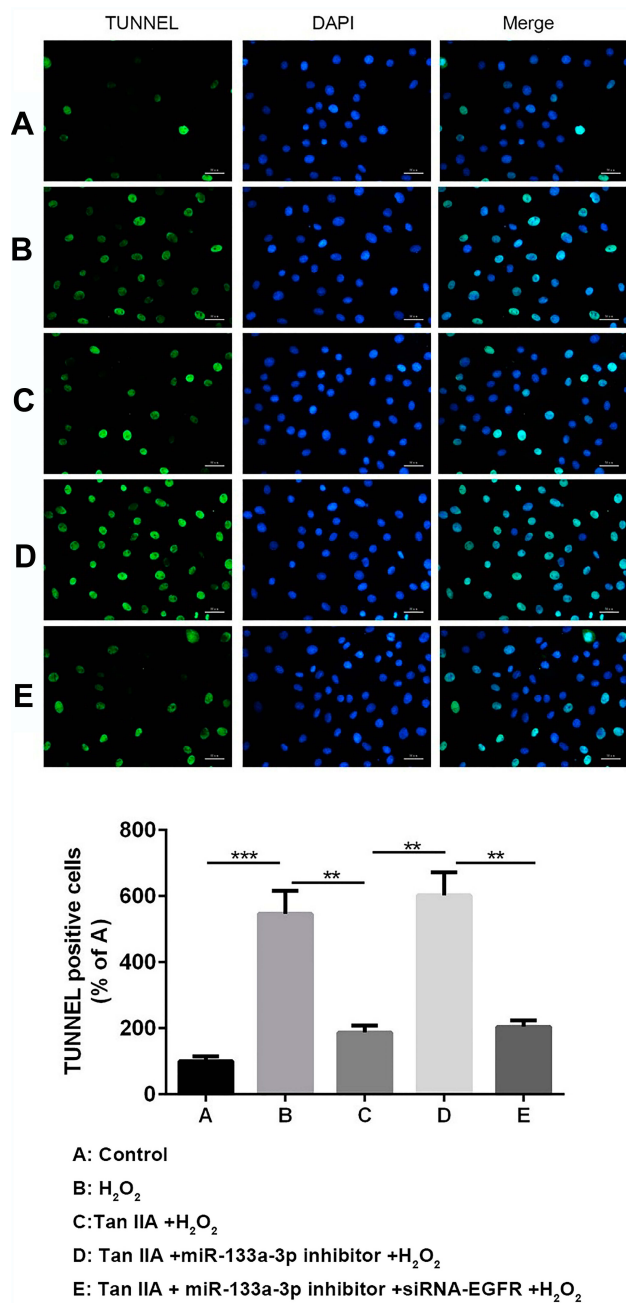 TUNNEL DAPI Merge
A
B
C
D
E
TUNNEL positive cells
(% of A)
800
600
400
200
0
*** ** ** **
A B C D E
A: Control
B: H₂O₂
C:Tan IIA +H₂O₂
D: Tan IIA +miR-133a-3p inhibitor +H₂O₂
E: Tan IIA + miR-133a-3p inhibitor +siRNA-EGFR +H₂O₂